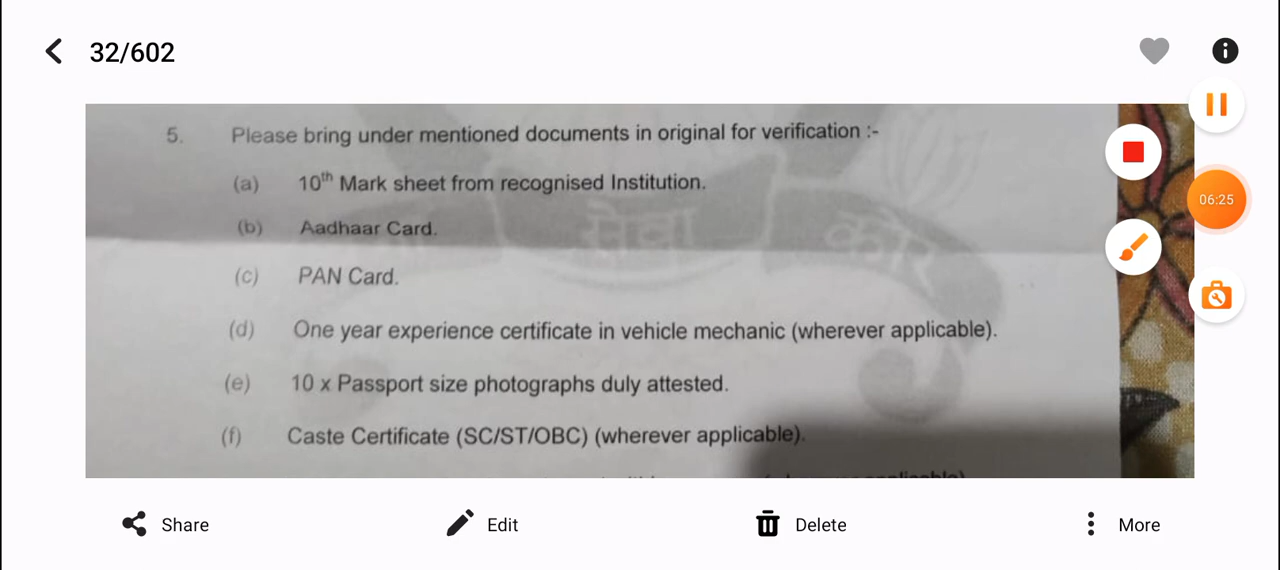 32/602
06:25
5. Please bring under mentioned documents in original for verification :-
(a) 10th Mark sheet from recognised Institution.
(b) Aadhaar Card.
सेवा कोर
(c) PAN Card.
(d) One year experience certificate in vehicle mechanic (wherever applicable).
(e) 10 x Passport size photographs duly attested.
(f) Caste Certificate (SC/ST/OBC) (wherever applicable).
Share Edit Delete More